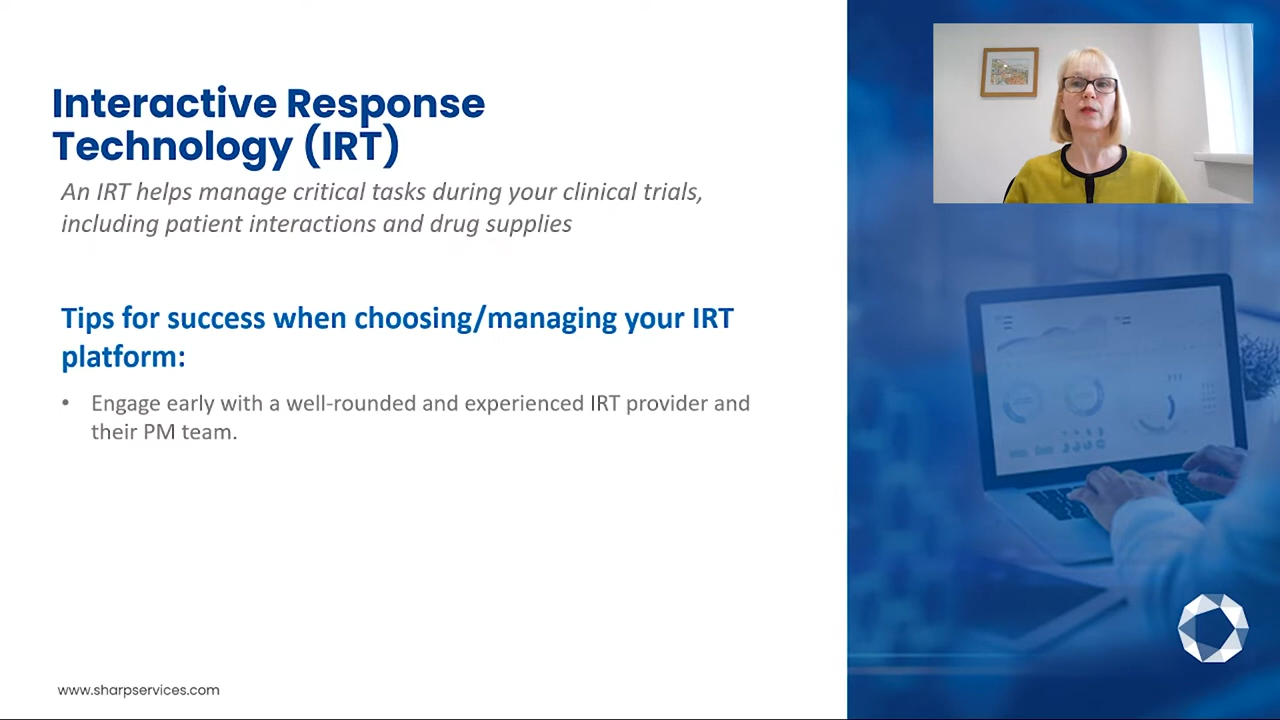 Interactive Response
Technology (IRT)
An IRT helps manage critical tasks during your clinical trials,
including patient interactions and drug supplies
Tips for success when choosing/managing your IRT
platform:
• Engage early with a well-rounded and experienced IRT provider and
their PM team.
www.sharpservices.com